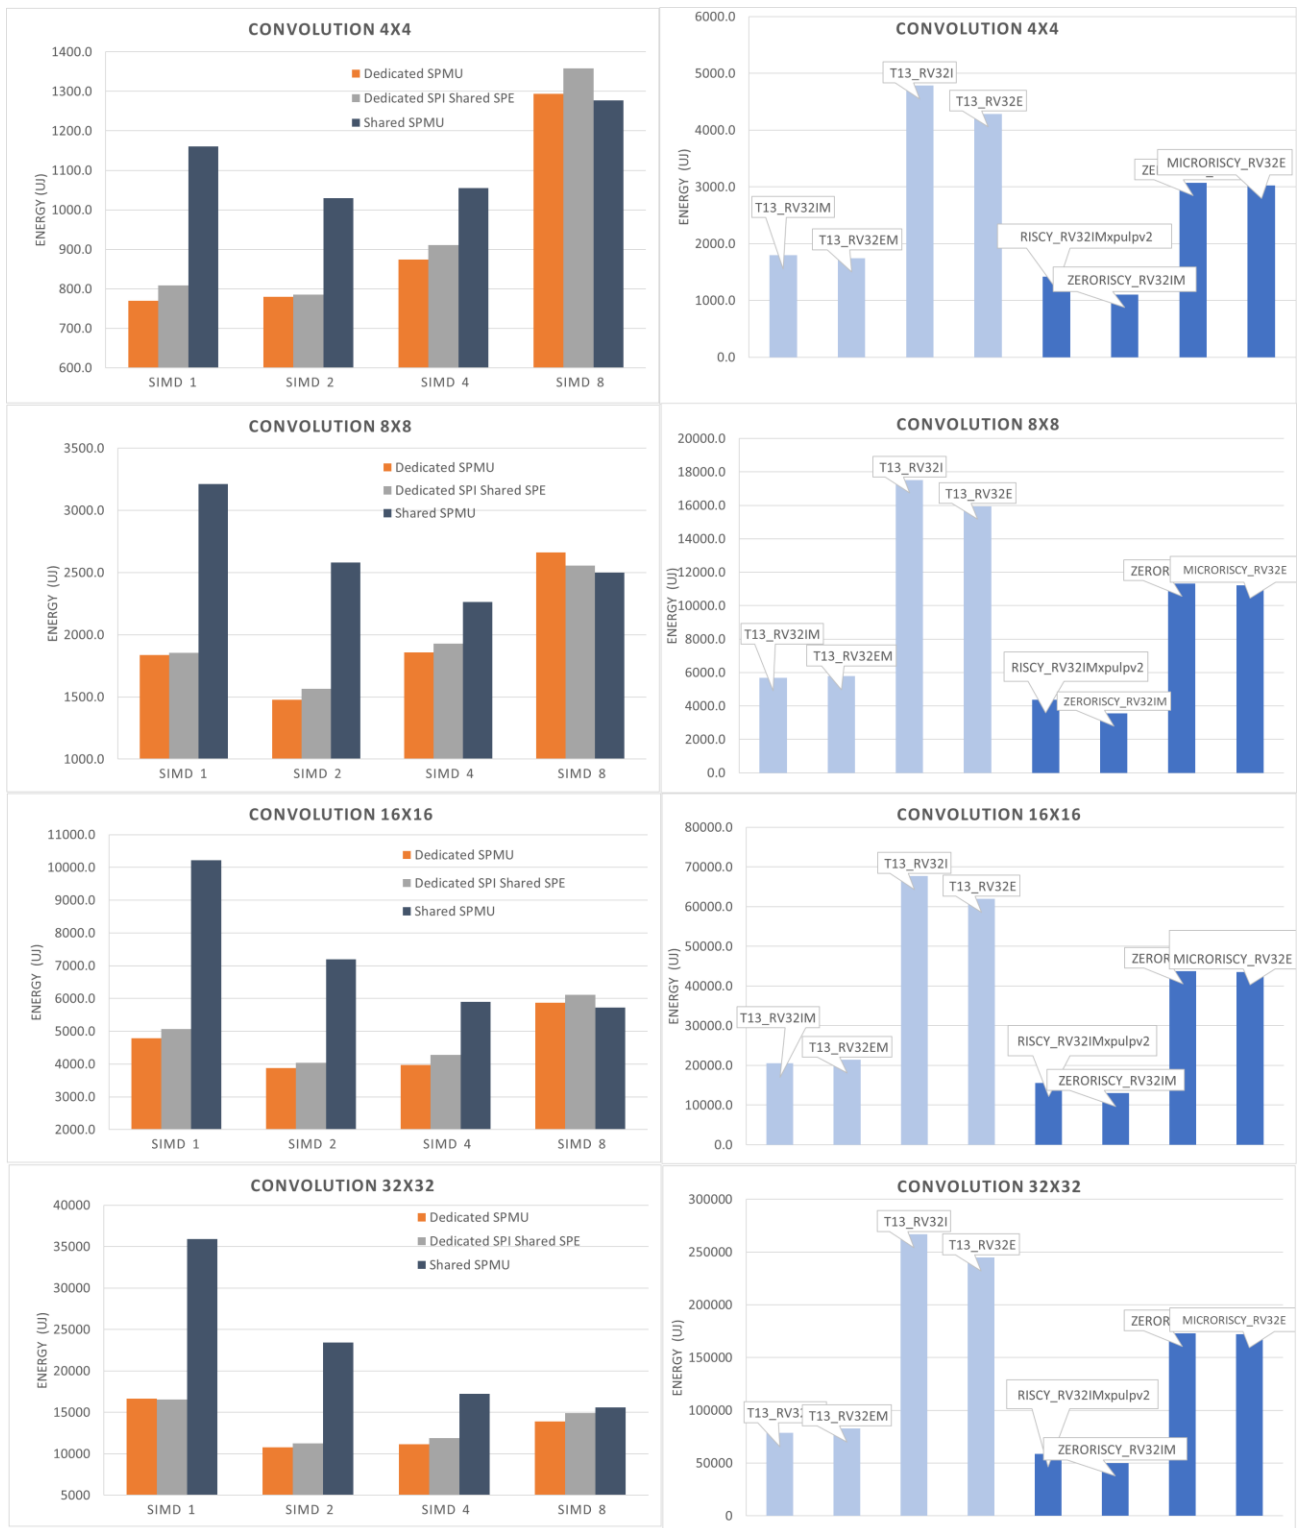 CONVOLUTION 4X4
1400.0
1300.0
1200.0
1100.0
1000.0
900.0
800.0
700.0
600.0
ENERGY (UJ)
Dedicated SPMU
Dedicated SPI Shared SPE
Shared SPMU
SIMD 1
SIMD 2
SIMD 4
SIMD 8
CONVOLUTION 4X4
6000.0
5000.0
4000.0
3000.0
2000.0
1000.0
0.0
ENERGY (UJ)
T13_RV32IM
T13_RV32EM
T13_RV32I
T13_RV32E
RISCY_RV32IMxpulpv2
ZERORISCY_RV32IM
ZE
MICRORISCY_RV32E
CONVOLUTION 8X8
3500.0
3000.0
2500.0
2000.0
1500.0
1000.0
ENERGY (UJ)
Dedicated SPMU
Dedicated SPI Shared SPE
Shared SPMU
SIMD 1
SIMD 2
SIMD 4
SIMD 8
CONVOLUTION 8X8
20000.0
18000.0
16000.0
14000.0
12000.0
10000.0
8000.0
6000.0
4000.0
2000.0
0.0
ENERGY (UJ)
T13_RV32IM
T13_RV32EM
T13_RV32I
T13_RV32E
RISCY_RV32IMxpulpv2
ZERORISCY_RV32IM
ZEROR
MICRORISCY_RV32E
CONVOLUTION 16X16
11000.0
10000.0
9000.0
8000.0
7000.0
6000.0
5000.0
4000.0
3000.0
2000.0
ENERGY (UJ)
Dedicated SPMU
Dedicated SPI Shared SPE
Shared SPMU
SIMD 1
SIMD 2
SIMD 4
SIMD 8
CONVOLUTION 16X16
80000.0
70000.0
60000.0
50000.0
40000.0
30000.0
20000.0
10000.0
0.0
ENERGY (UJ)
T13_RV32IM
T13_RV32EM
T13_RV32I
T13_RV32E
RISCY_RV32IMxpulpv2
ZERORISCY_RV32IM
ZEROR
MICRORISCY_RV32E
CONVOLUTION 32X32
40000
35000
30000
25000
20000
15000
10000
5000
ENERGY (UJ)
Dedicated SPMU
Dedicated SPI Shared SPE
Shared SPMU
SIMD 1
SIMD 2
SIMD 4
SIMD 8
CONVOLUTION 32X32
300000
250000
200000
150000
100000
50000
0
ENERGY (UJ)
T13_RV32
T13_RV32EM
T13_RV32I
T13_RV32E
RISCY_RV32IMxpulpv2
ZERORISCY_RV32IM
ZEROR
MICRORISCY_RV32E